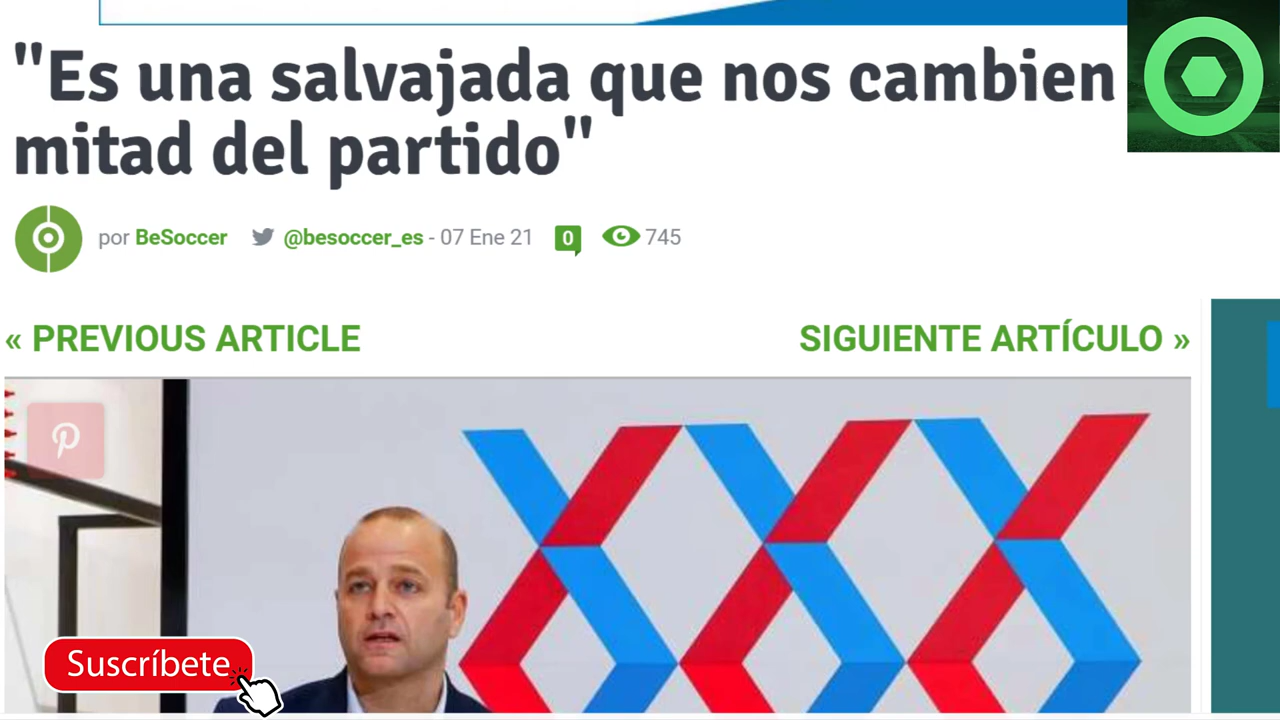 "Es una salvajada que nos cambien
mitad del partido"
por BeSoccer @besoccer_es - 07 Ene 21 0 745
« PREVIOUS ARTICLE SIGUIENTE ARTÍCULO »
Suscríbete